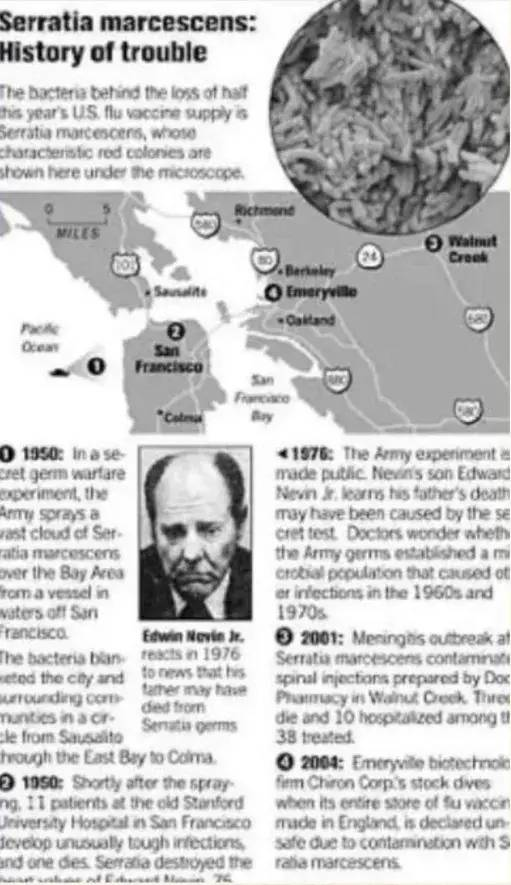 Serratia marcescens:
History of trouble
The bacteria behind the loss of half
this year's U.S. flu vaccine supply is
Serratia marcescens, whose
characteristic red colonies are
shown here under the microscope.
0 5
MILES
Richmond
580
101
80
Berkeley
24
3 Walnut
Creek
Sausalito
4 Emeryville
Oakland
680
Pacific
Ocean
1
2
San
Francisco
San
Francisco
Bay
880
580
Colma
1 1950: In a se-
cret germ warfare
experiment, the
Army sprays a
vast cloud of Ser-
ratia marcescens
over the Bay Area
from a vessel in
waters off San
Francisco.
The bacteria blan-
keted the city and
surrounding com-
munities in a cir-
cle from Sausalito
through the East Bay to Colma.
2 1950: Shortly after the spray-
ing, 11 patients at the old Stanford
University Hospital in San Francisco
develop unusually tough infections,
and one dies. Serratia destroyed the
heart valves of Edward Nevin, 75
Edwin Nevin Jr.
reacts in 1976
to news that his
father may have
died from
Serratia germs
◄1976: The Army experiment is
made public. Nevin's son Edward
Nevin Jr. learns his father's death
may have been caused by the se
cret test. Doctors wonder wheth
the Army germs established a mi
crobial population that caused ot
er infections in the 1960s and
1970s.
3 2001: Meningitis outbreak af
Serratia marcescens contaminate
spinal injections prepared by Doc
Pharmacy in Walnut Creek. Three
die and 10 hospitalized among th
38 treated.
4 2004: Emeryville biotechnolo
firm Chiron Corp.'s stock dives
when its entire store of flu vaccin
made in England, is declared un-
safe due to contamination with S
ratia marcescens.